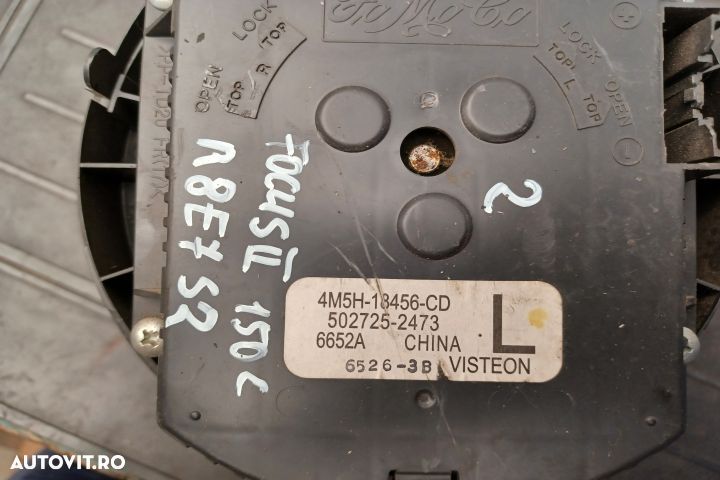 FoMoCo
LOCK
OPEN
TOP R TOP
LOCK
OPEN
TOP L TOP
FOCUS II 150L
2
4M5H-18456-CD
502725-2473
6652A CHINA
L
6526-3B VISTEON
AUTOVIT.RO